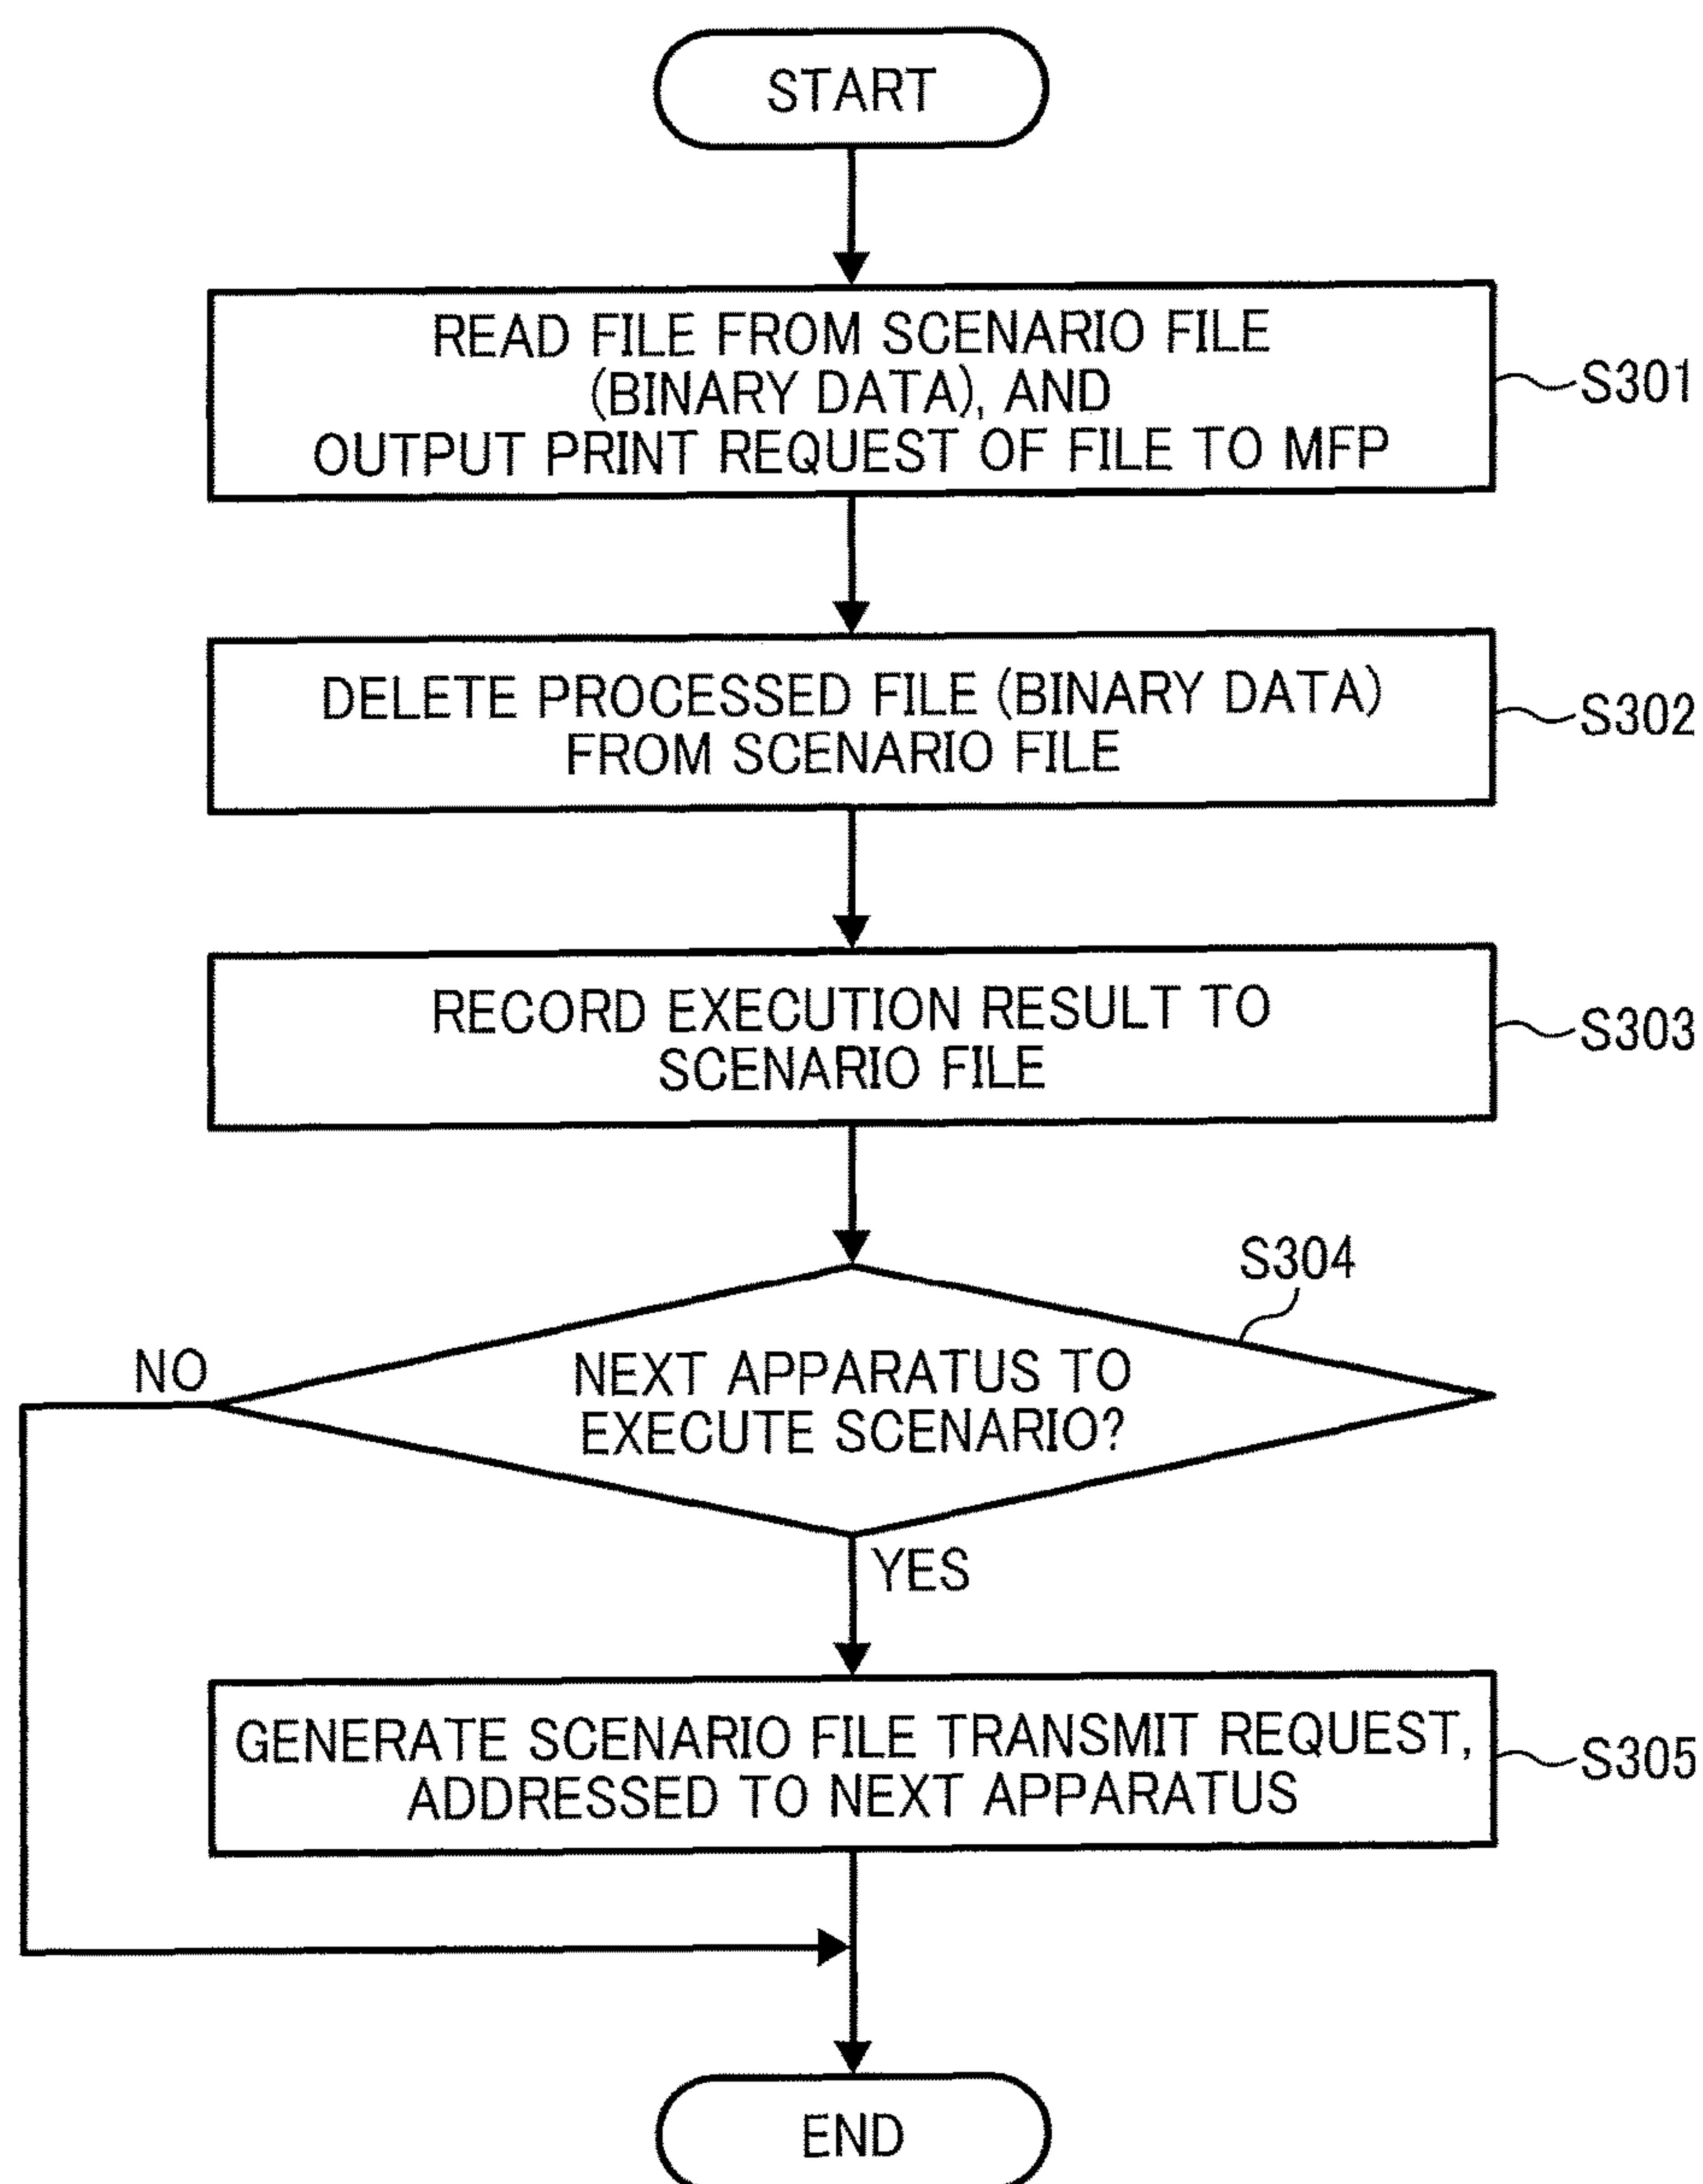 START
READ FILE FROM SCENARIO FILE
(BINARY DATA), AND
OUTPUT PRINT REQUEST OF FILE TO MFP
S301
DELETE PROCESSED FILE (BINARY DATA)
FROM SCENARIO FILE
S302
RECORD EXECUTION RESULT TO
SCENARIO FILE
S303
S304
NO
NEXT APPARATUS TO
EXECUTE SCENARIO?
YES
GENERATE SCENARIO FILE TRANSMIT REQUEST,
ADDRESSED TO NEXT APPARATUS
S305
END